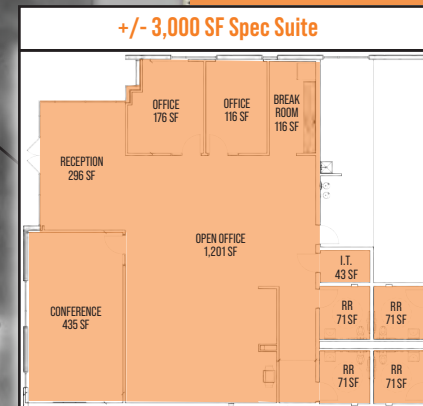 +/- 3,000 SF Spec Suite
OFFICE
176 SF
OFFICE
116 SF
BREAK
ROOM
116 SF
RECEPTION
296 SF
OPEN OFFICE
1,201 SF
I.T.
43 SF
CONFERENCE
435 SF
RR
71 SF
RR
71 SF
RR
71 SF
RR
71 SF